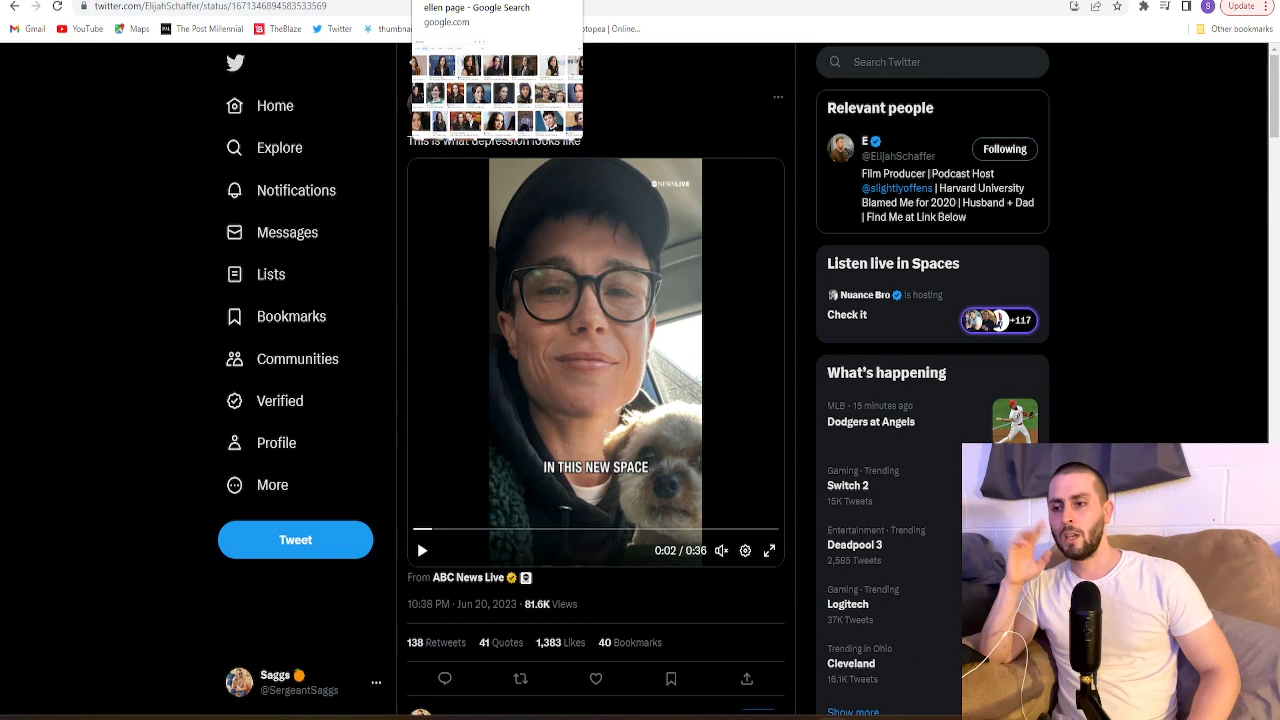 twitter.com/ElijahSchaffer/status/1671346894583533569
Update
Gmail
YouTube
Maps
The Post Millennial
TheBlaze
Twitter
otopea | Online...
Other bookmarks
ellen page - Google Search
google.com
Home
Explore
Notifications
Messages
Lists
Bookmarks
Communities
Verified
Profile
More
Tweet
Saggs
@SergeantSaggs
This is what depression looks like
NEWS LIVE
IN THIS NEW SPACE
0:02 / 0:36
From ABC News Live
10:38 PM · Jun 20, 2023 · 81.6K Views
138 Retweets 41 Quotes 1,383 Likes 40 Bookmarks
Search Twitter
Relevant people
E
@ElijahSchaffer
Following
Film Producer | Podcast
Host
@slightlyoffens | Harvard University
Blamed Me for 2020 | Husband + Dad
| Find Me at Link Below
Listen live in Spaces
Nuance Bro is hosting
Check it
+117
What's happening
MLB · 15 minutes ago
Dodgers at Angels
Gaming · Trending
Switch 2
15K Tweets
Entertainment · Trending
Deadpool 3
2,585 Tweets
Gaming · Trending
Logitech
37K Tweets
Trending in Ohio
Cleveland
16.1K Tweets
Show more